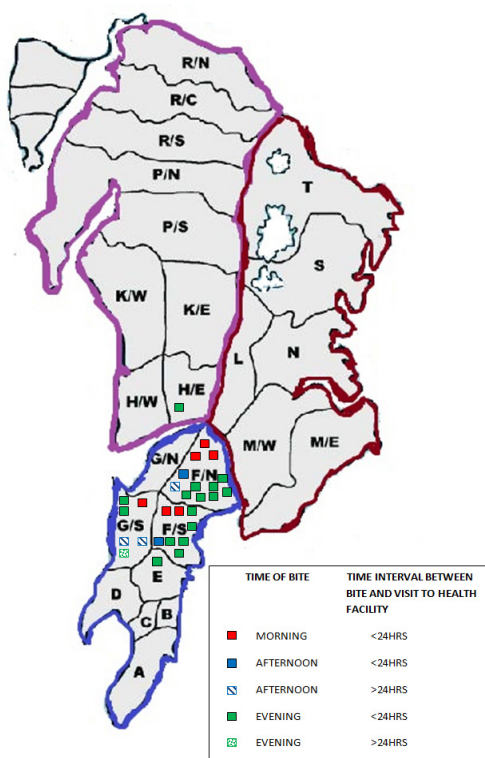 R/N
R/C
R/S
P/N
T
P/S
S
K/W
K/E
L
N
H/W
H/E
M/W
M/E
G/N
F/N
G/S
F/S
E
D
C
B
A
TIME OF BITE TIME INTERVAL BETWEEN
BITE AND VISIT TO HEALTH
FACILITY
MORNING <24HRS
AFTERNOON <24HRS
AFTERNOON >24HRS
EVENING <24HRS
EVENING >24HRS